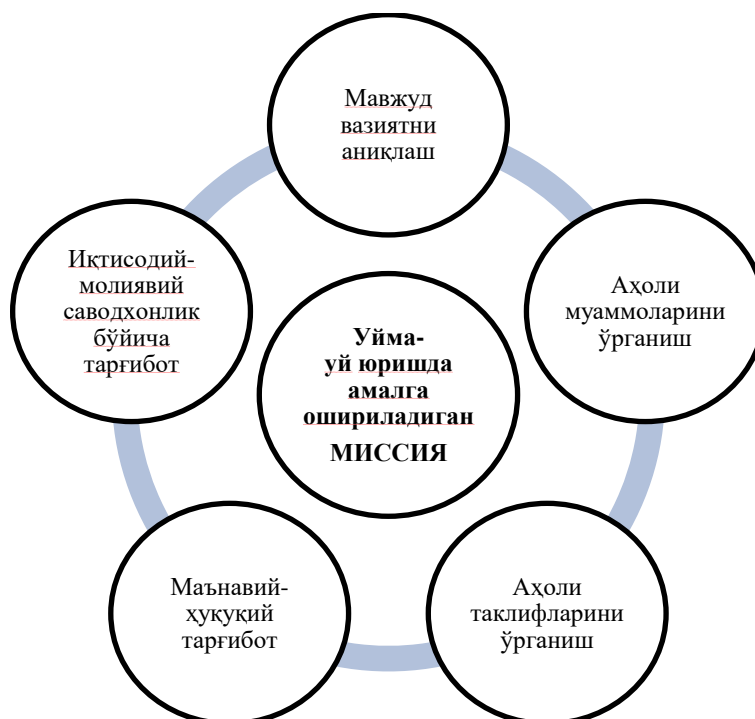 Мавжуд
вазиятни
аниқлаш
Аҳоли
муаммоларини
ўрганиш
Аҳоли
таклифларини
ўрганиш
Маънавий-
ҳуқуқий
тарғибот
Иқтисодий-
молиявий
саводхонлик
бўйича
тарғибот
Уйма-
уй юришда
амалга
ошириладиган
МИССИЯ